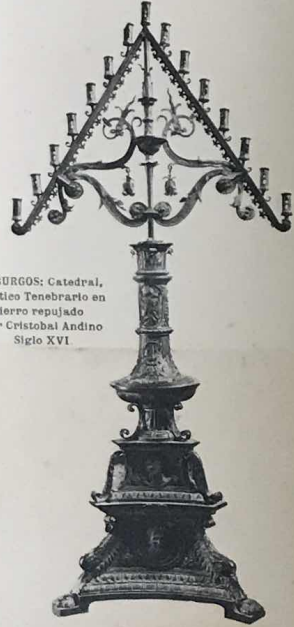 URGOS: Catedral,
tico Tenebrario en
ierro repujado
r Cristobal Andino
Siglo XVI